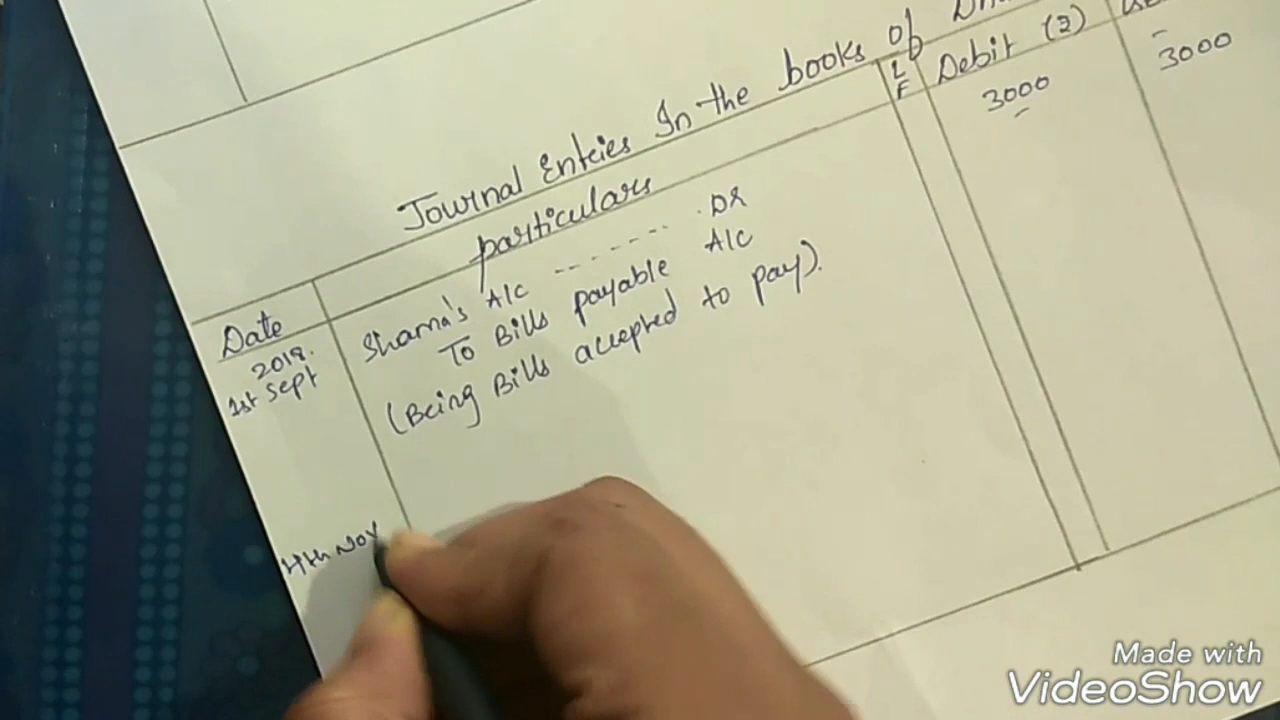 Journal Entries In the books of
Date particulars L F Debit (₹)
2018.
1st Sept Sharma's A/C ------- DR 3000 3000
To Bills payable A/C
(Being Bills accepted to pay).
4th Nov
Made with
VideoShow